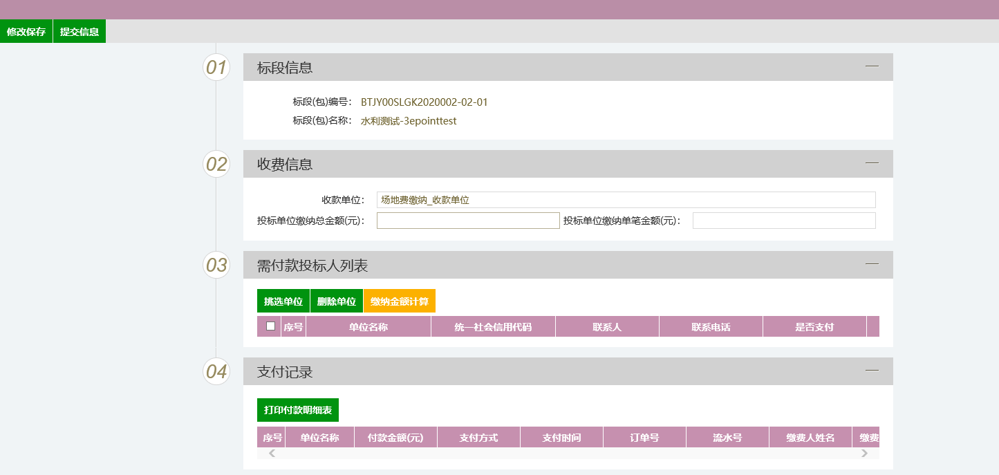 修改保存 提交信息
01 标段信息
标段(包)编号： BTJY00SLGK2020002-02-01
标段(包)名称： 水利测试-3epointtest
02 收费信息
收款单位： 场地费缴纳_收款单位
投标单位缴纳总金额(元)： 投标单位缴纳单笔金额(元)：
03 需付款投标人列表
挑选单位 删除单位 缴纳金额计算
序号 单位名称 统一社会信用代码 联系人 联系电话 是否支付
04 支付记录
打印付款明细表
序号 单位名称 付款金额(元) 支付方式 支付时间 订单号 流水号 缴费人姓名 缴费